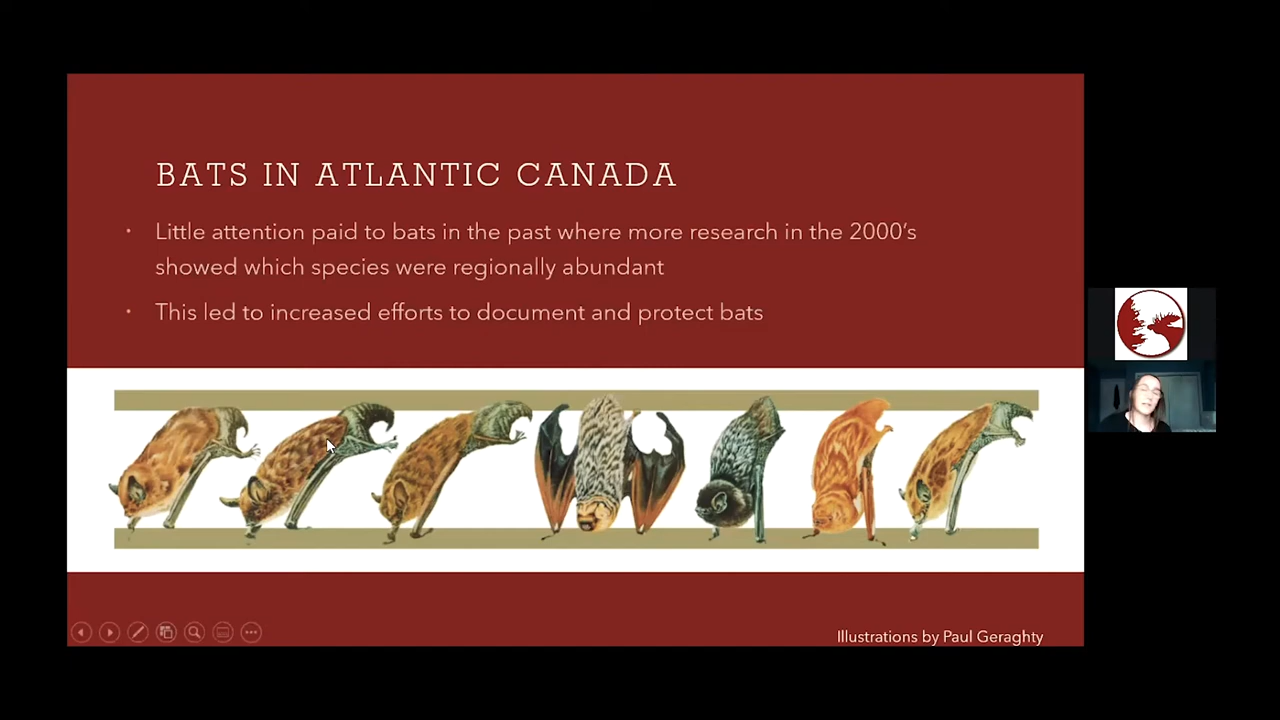 BATS IN ATLANTIC CANADA
• Little attention paid to bats in the past where more research in the 2000's
showed which species were regionally abundant
• This led to increased efforts to document and protect bats
Illustrations by Paul Geraghty